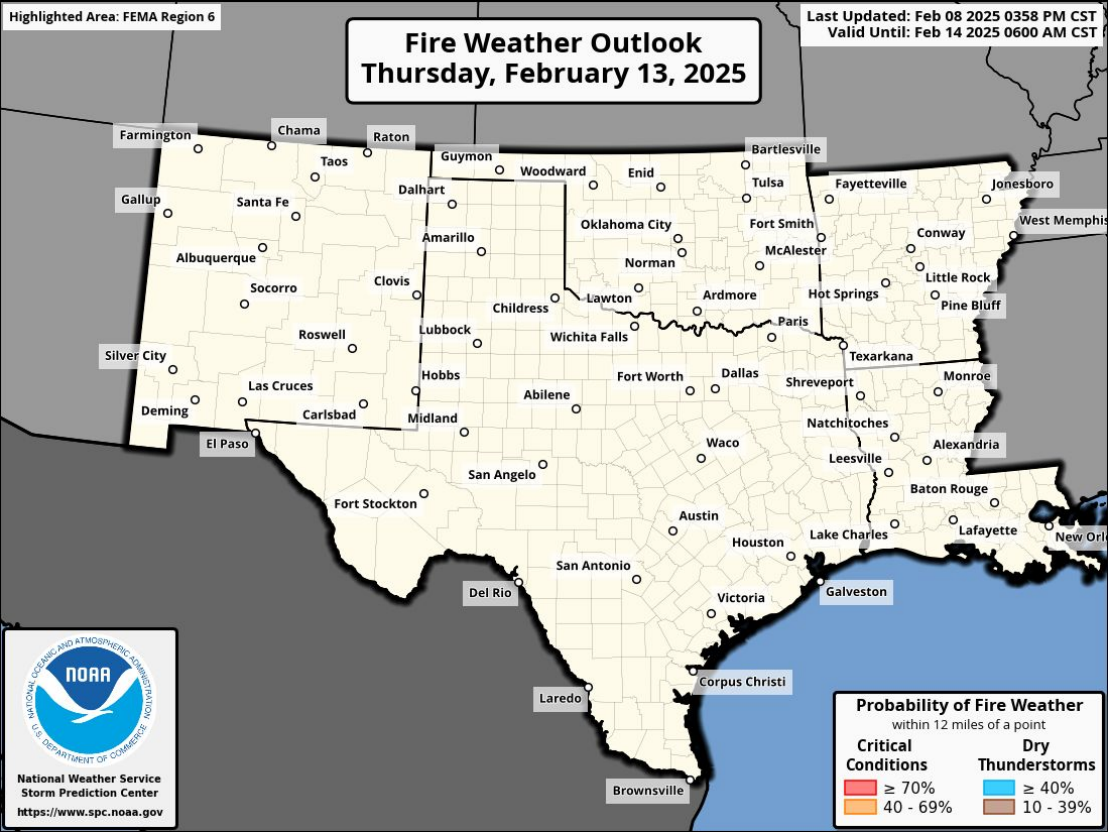 Highlighted Area: FEMA Region 6
Fire Weather Outlook
Thursday, February 13, 2025
Last Updated: Feb 08 2025 0358 PM CST
Valid Until: Feb 14 2025 0600 AM CST
Farmington
Chama
Raton
Guymon
Bartlesville
Taos
Woodward
Enid
Tulsa
Fayetteville
Jonesboro
Gallup
Santa Fe
Dalhart
Oklahoma City
Fort Smith
West Memphis
Albuquerque
Amarillo
Norman
McAlester
Conway
Little Rock
Socorro
Clovis
Childress
Lawton
Ardmore
Hot Springs
Pine Bluff
Roswell
Lubbock
Wichita Falls
Paris
Texarkana
Silver City
Las Cruces
Hobbs
Abilene
Fort Worth
Dallas
Shreveport
Monroe
Deming
Carlsbad
Midland
Natchitoches
El Paso
San Angelo
Waco
Leesville
Alexandria
Fort Stockton
Austin
Baton Rouge
Houston
Lake Charles
Lafayette
New Orl
Del Rio
San Antonio
Victoria
Galveston
Laredo
Corpus Christi
Brownsville
NATIONAL OCEANIC AND ATMOSPHERIC ADMINISTRATION
NOAA
U.S. DEPARTMENT OF COMMERCE
National Weather Service
Storm Prediction Center
https://www.spc.noaa.gov
Probability of Fire Weather
within 12 miles of a point
Critical
Conditions
≥ 70%
40 - 69%
Dry
Thunderstorms
≥ 40%
10 - 39%